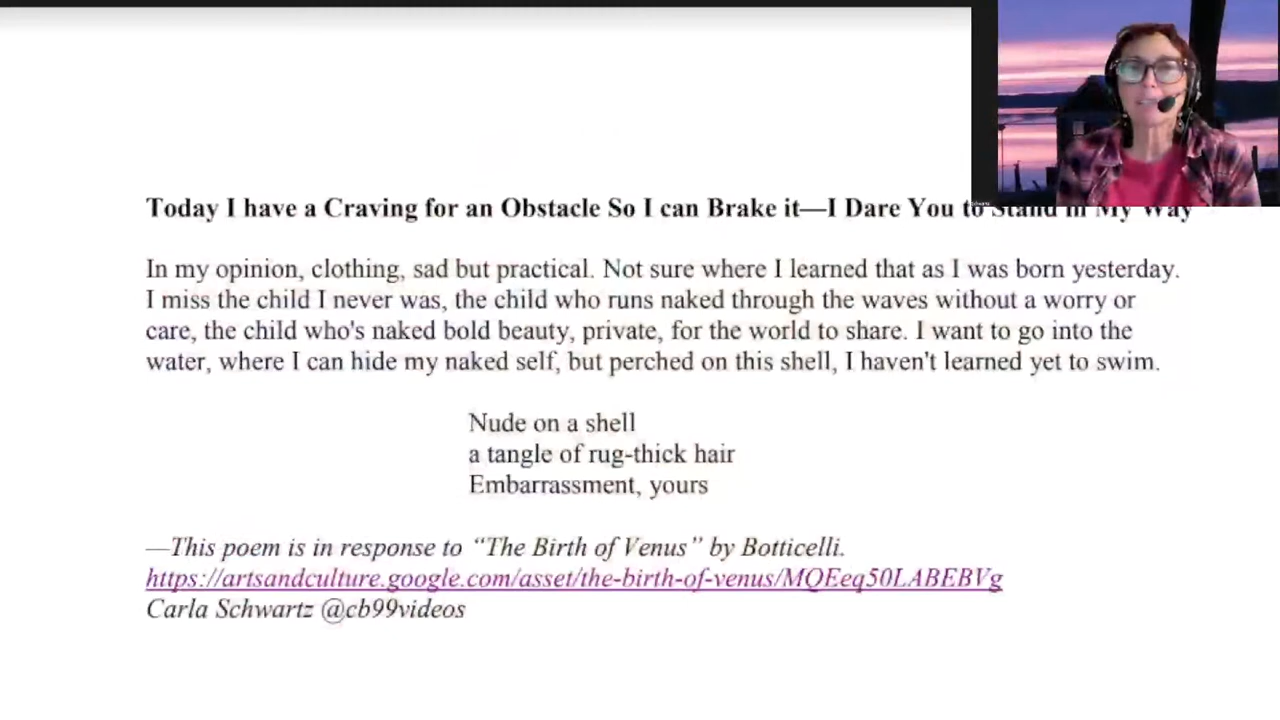 Today I have a Craving for an Obstacle So I can Brake it—I Dare You to Stand in My Way
In my opinion, clothing, sad but practical. Not sure where I learned that as I was born yesterday.
I miss the child I never was, the child who runs naked through the waves without a worry or
care, the child who's naked bold beauty, private, for the world to share. I want to go into the
water, where I can hide my naked self, but perched on this shell, I haven't learned yet to swim.
Nude on a shell
a tangle of rug-thick hair
Embarrassment, yours
—This poem is in response to “The Birth of Venus” by Botticelli.
https://artsandculture.google.com/asset/the-birth-of-venus/MQEeq50LABEBVg
Carla Schwartz @cb99videos